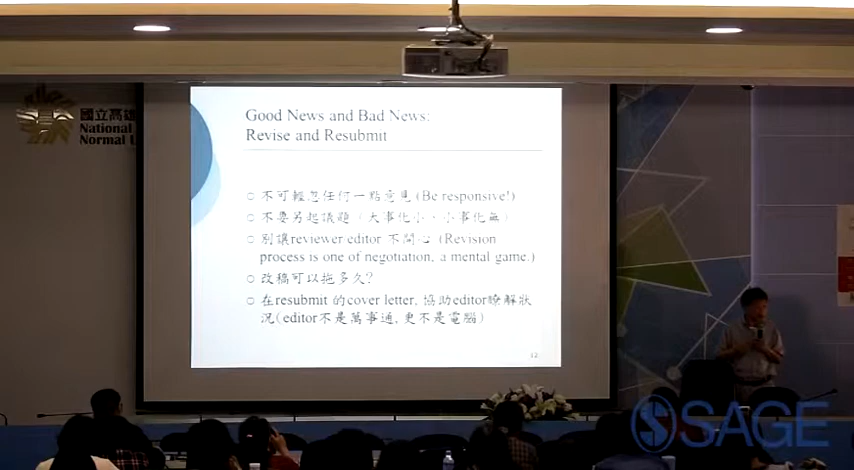 國立高雄
National
Normal U
Good News and Bad News:
Revise and Resubmit
不可輕忽任何一點意見 (Be responsive!)
不要另起議題 (大事化小,小事化無)
別讓reviewer editor 不開心 (Revision
process is one of negotiation, a mental game.)
改稿可以拖多久?
在resubmit 的cover letter, 協助editor瞭解狀
況(editor不是萬事通, 更不是電腦)
12
SAGE